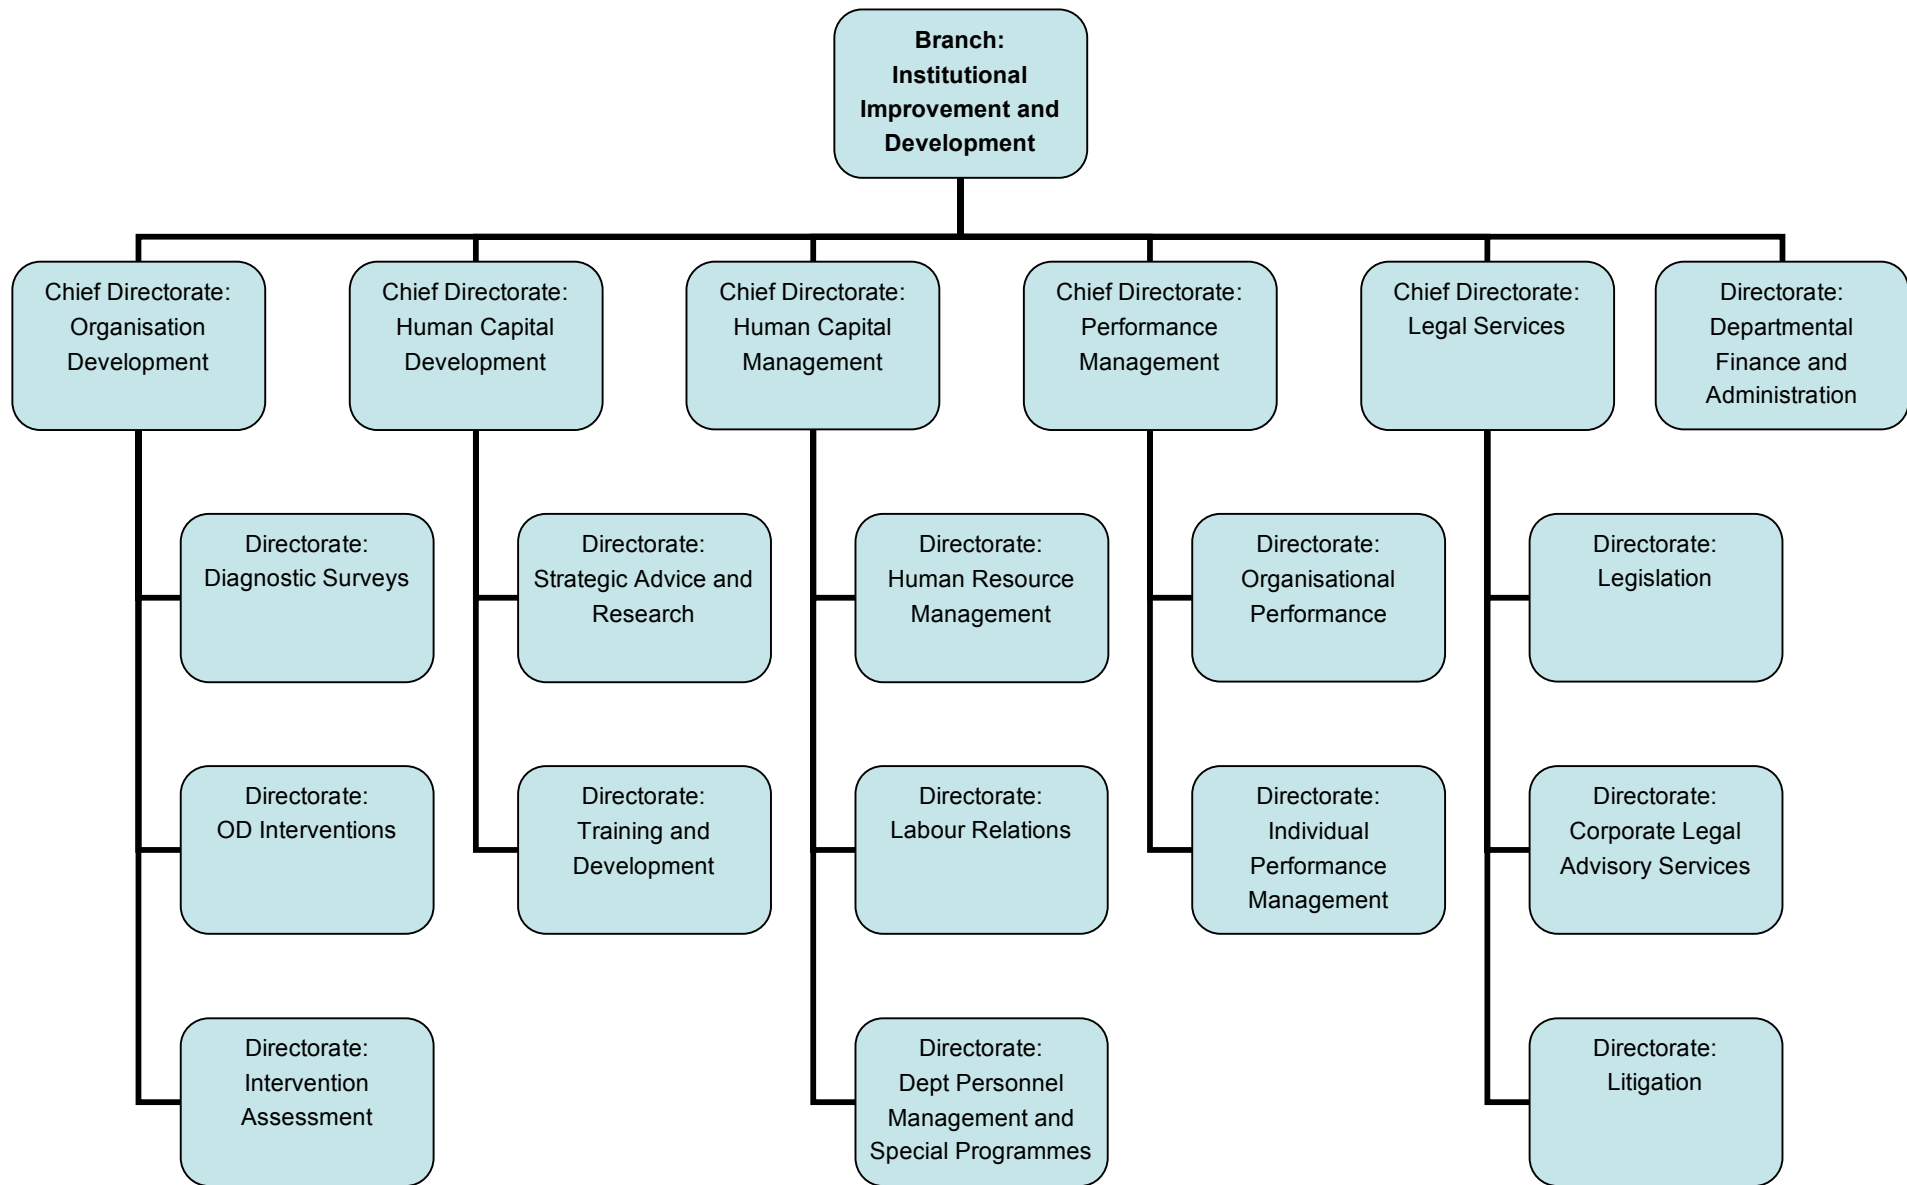 Branch:
Institutional
Improvement and
Development
Chief Directorate:
Organisation
Development
Chief Directorate:
Human Capital
Development
Chief Directorate:
Human Capital
Management
Chief Directorate:
Performance
Management
Chief Directorate:
Legal Services
Directorate:
Departmental
Finance and
Administration
Directorate:
Diagnostic Surveys
Directorate:
Strategic Advice and
Research
Directorate:
Human Resource
Management
Directorate:
Organisational
Performance
Directorate:
Legislation
Directorate:
OD Interventions
Directorate:
Training and
Development
Directorate:
Labour Relations
Directorate:
Individual
Performance
Management
Directorate:
Corporate Legal
Advisory Services
Directorate:
Intervention
Assessment
Directorate:
Dept Personnel
Management and
Special Programmes
Directorate:
Litigation